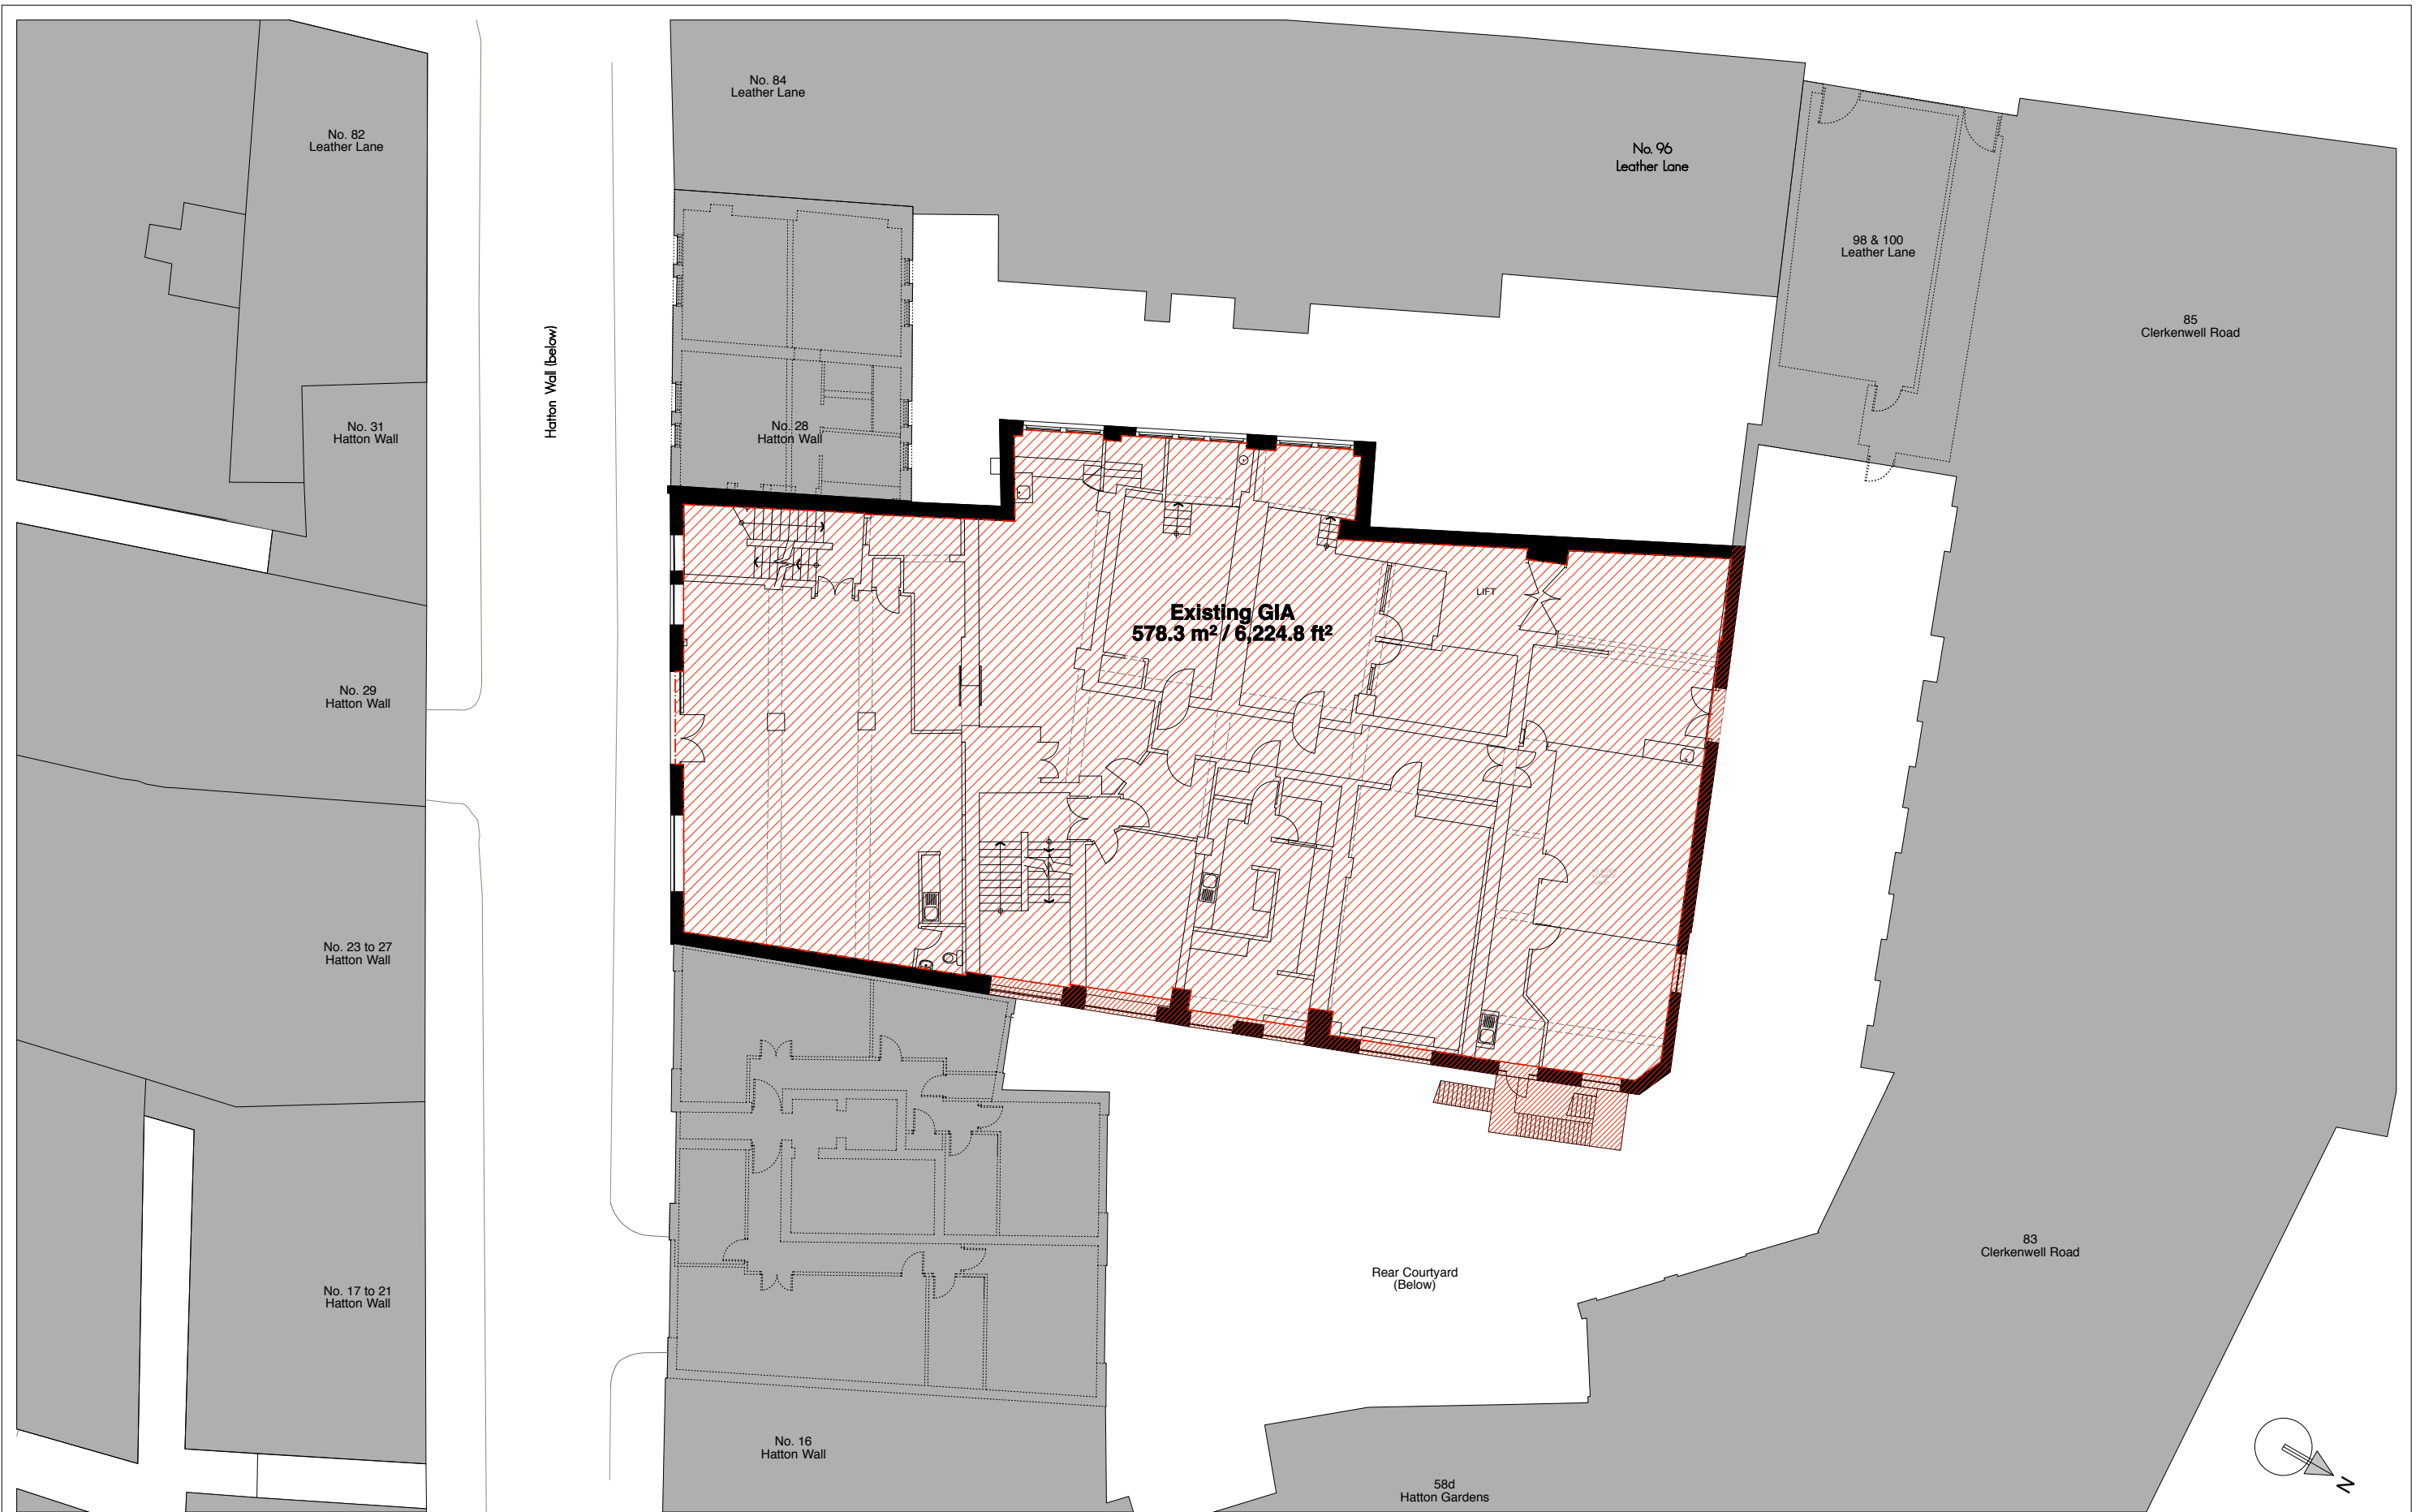 No. 84
Leather Lane
No. 82
Leather Lane
No. 96
Leather Lane
98 & 100
Leather Lane
85
Clerkenwell Road
Hatton Wall (below)
No. 31
Hatton Wall
No. 28
Hatton Wall
LIFT
Existing GIA
578.3 m² / 6,224.8 ft²
No. 29
Hatton Wall
No. 23 to 27
Hatton Wall
83
Clerkenwell Road
Rear Courtyard
(Below)
No. 17 to 21
Hatton Wall
No. 16
Hatton Wall
58d
Hatton Gardens
N